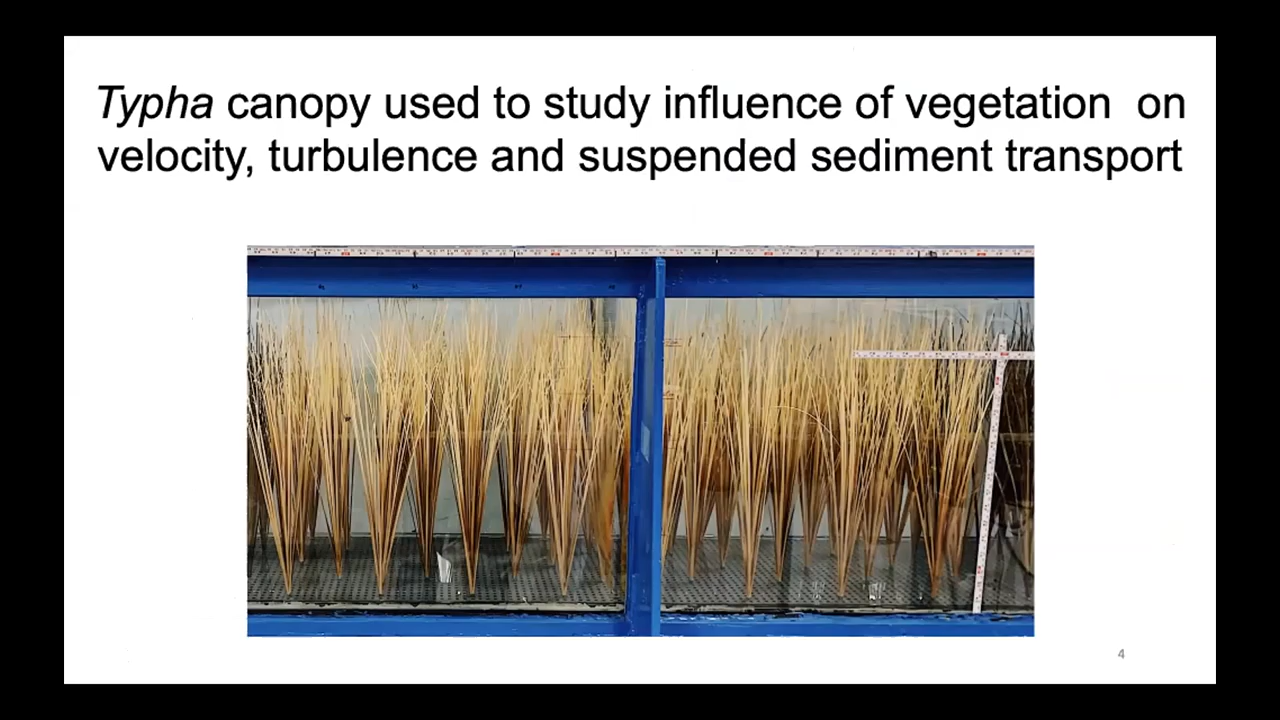 Typha canopy used to study influence of vegetation on
velocity, turbulence and suspended sediment transport
4